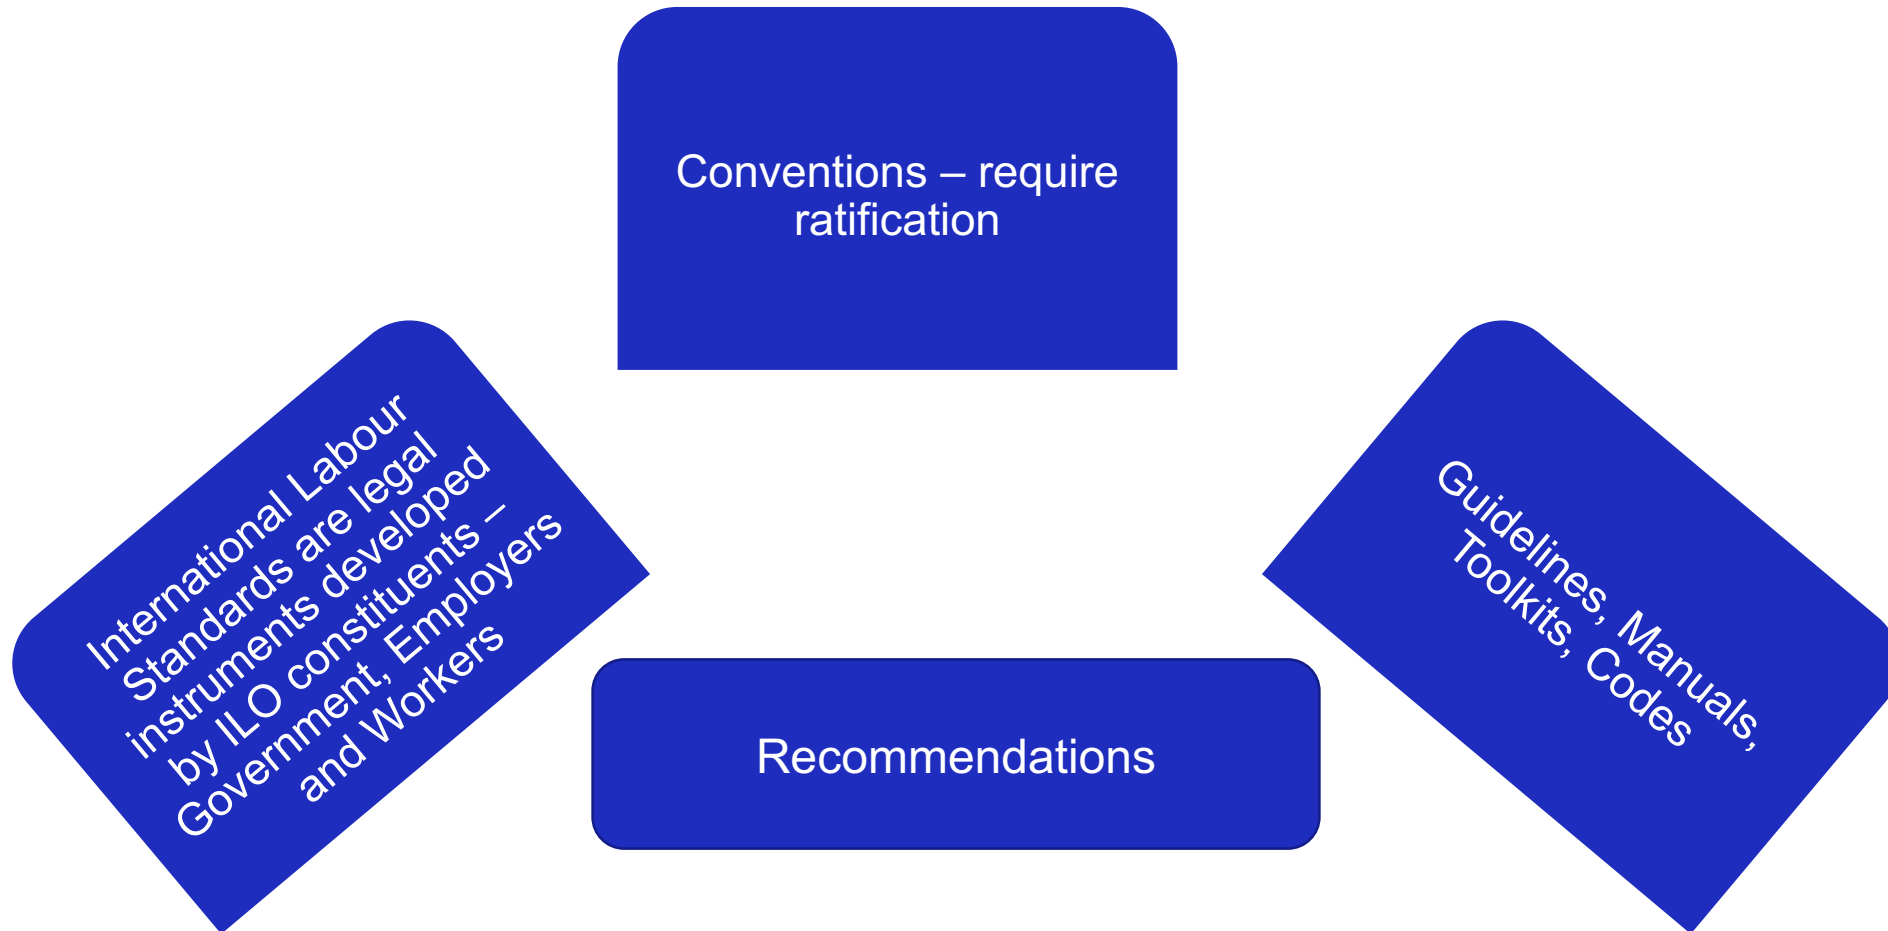 Conventions – require
ratification
International Labour
Standards are legal
instruments developed
by ILO constituents –
Government, Employers
and Workers
Guidelines, Manuals,
Toolkits, Codes
Recommendations